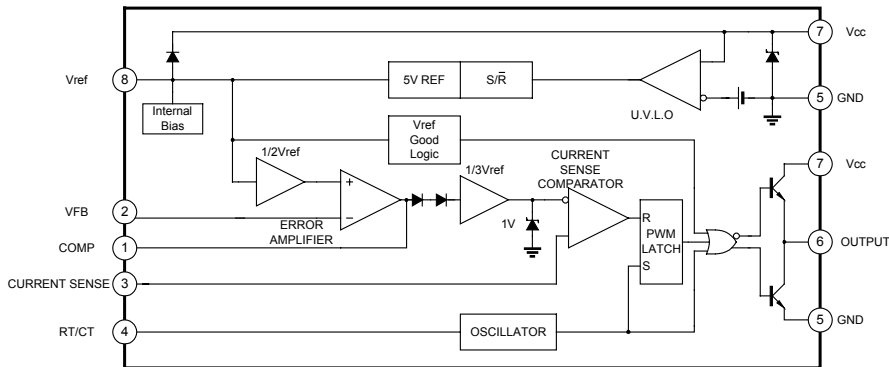 7
Vcc
Vref
8
5V REF
S/R̅
Internal
Bias
U.V.L.O
5
GND
Vref
Good
Logic
1/2Vref
1/3Vref
CURRENT
SENSE
COMPARATOR
7
Vcc
+
−
VFB
2
ERROR
AMPLIFIER
1V
R
PWM
LATCH
S
6
OUTPUT
COMP
1
CURRENT SENSE
3
RT/CT
4
OSCILLATOR
5
GND